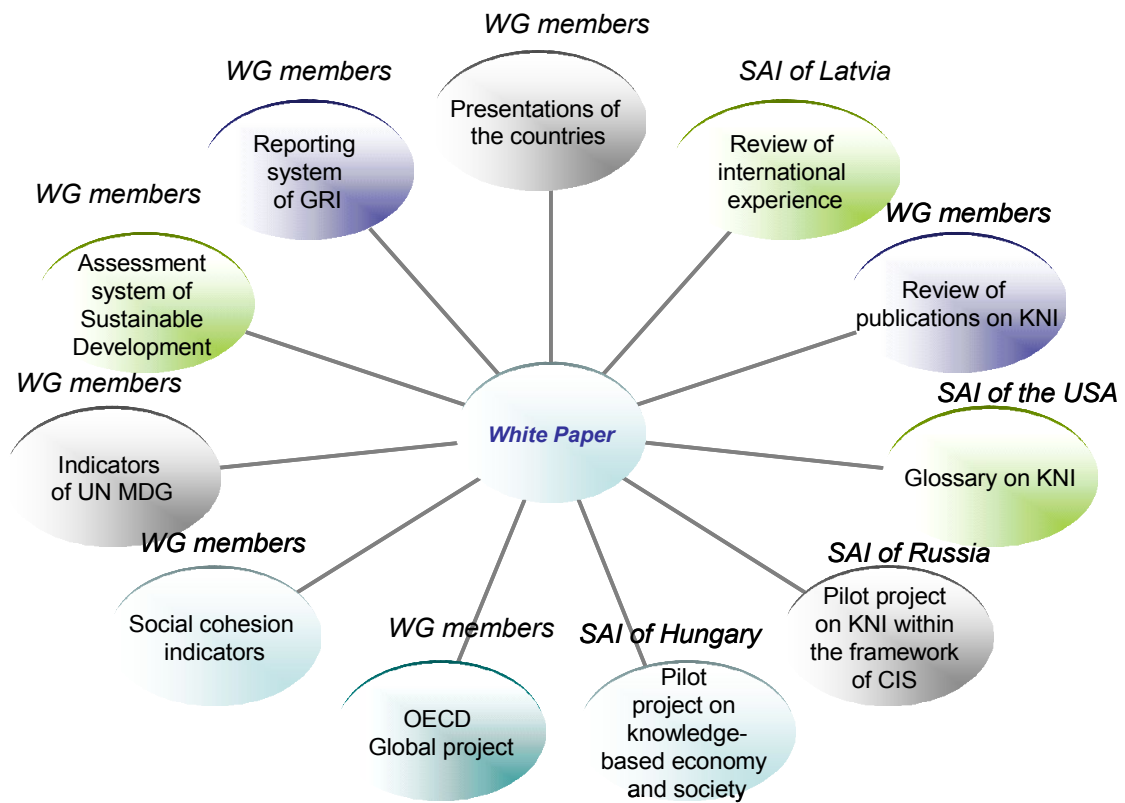 WG members
Presentations of
the countries
SAI of Latvia
Review of
international
experience
WG members
Review of
publications on KNI
SAI of the USA
Glossary on KNI
SAI of Russia
Pilot project
on KNI within
the framework
of CIS
SAI of Hungary
Pilot
project on
knowledge-
based economy
and society
WG members
OECD
Global project
WG members
Social cohesion
indicators
WG members
Indicators
of UN MDG
WG members
Assessment
system of
Sustainable
Development
WG members
Reporting
system
of GRI
White Paper